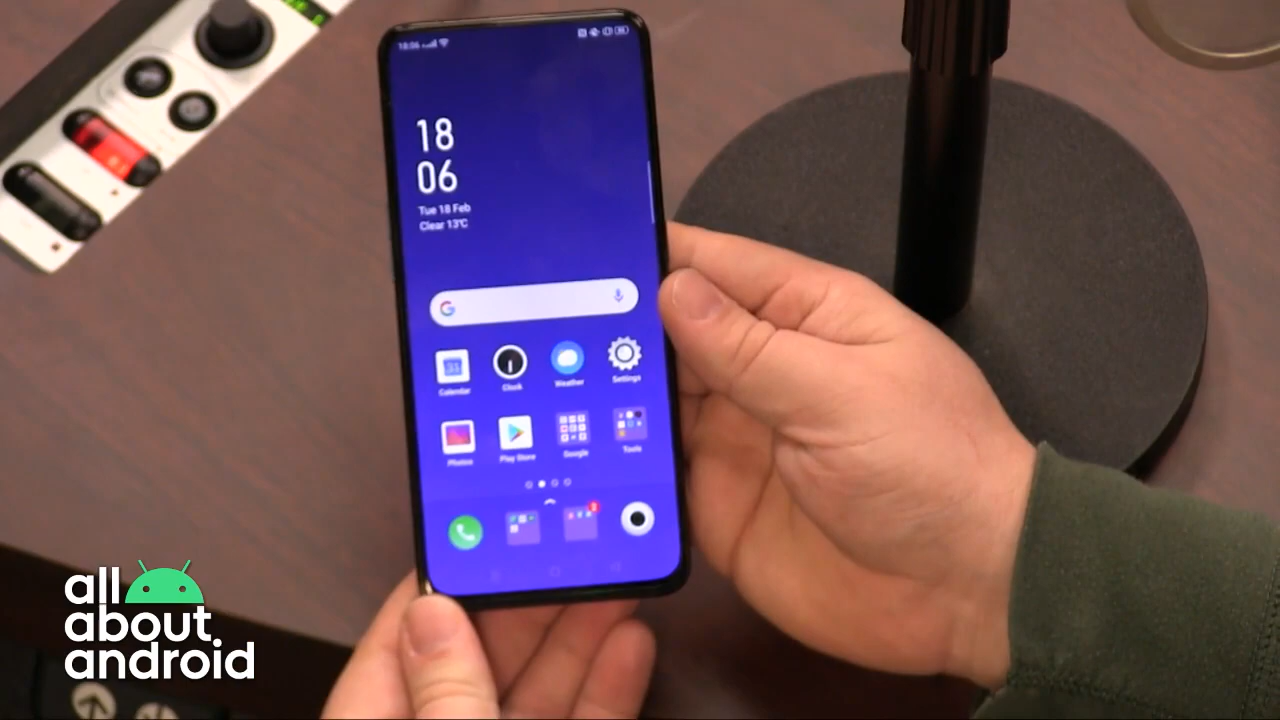 18:06
18
06
Tue 18 Feb
Clear 13°C
G
Calendar
Clock
Weather
Settings
Photos
Play Store
Google
Tools
all
about
android